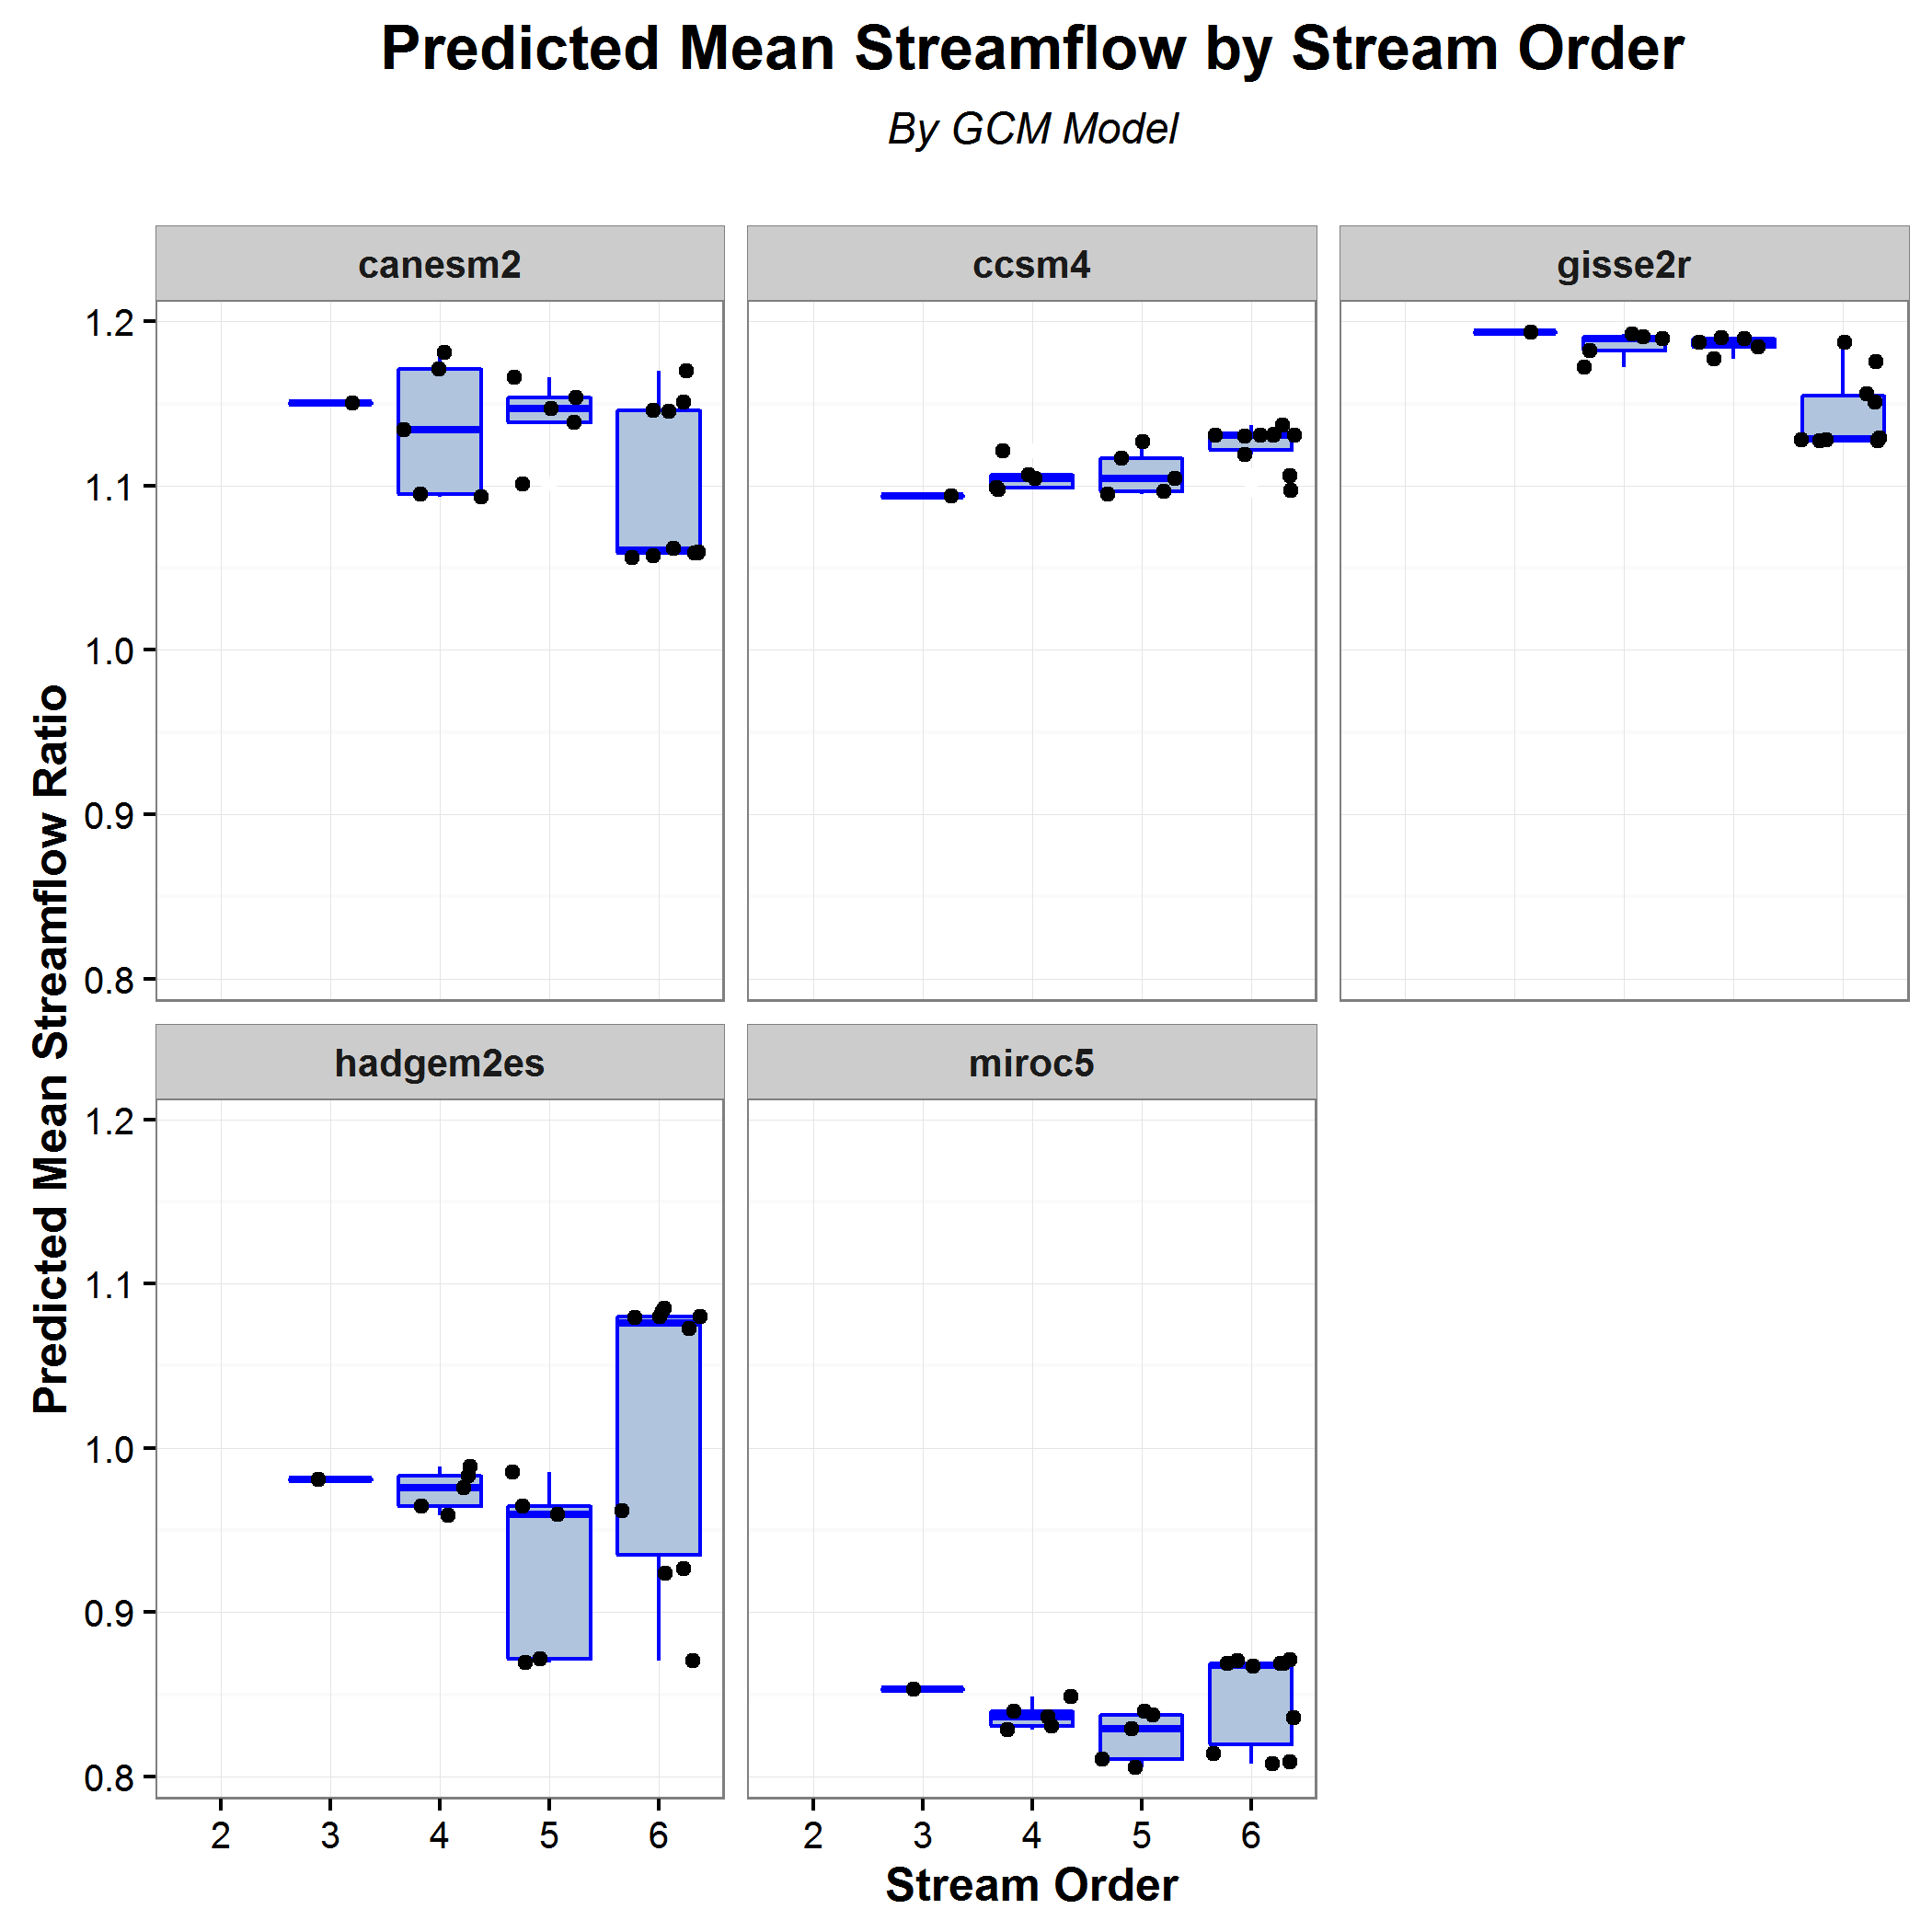 Predicted Mean Streamflow by Stream Order
By GCM Model
canesm2
ccsm4
gisse2r
1.2
1.1
1.0
0.9
0.8
Predicted Mean Streamflow Ratio
hadgem2es
miroc5
1.2
1.1
1.0
0.9
0.8
2 3 4 5 6
2 3 4 5 6
Stream Order